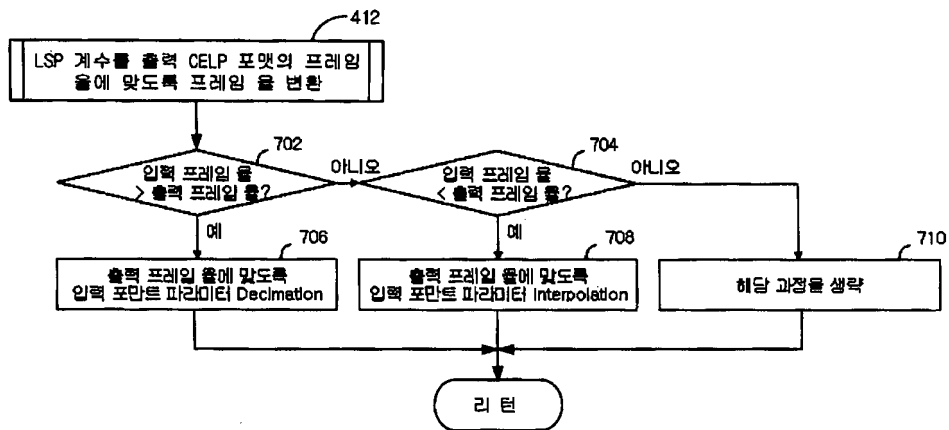 412
LSP 계수를 출력 CELP 포맷의 프레임
율에 맞도록 프레임 율 변환
702
입력 프레임 율
> 출력 프레임 율?
아니오
704
입력 프레임 율
< 출력 프레임 율?
아니오
예
예
706
출력 프레임 율에 맞도록
입력 포만트 파라미터 Decimation
708
출력 프레임 율에 맞도록
입력 포만트 파라미터 Interpolation
710
해당 과정을 생략
리 턴